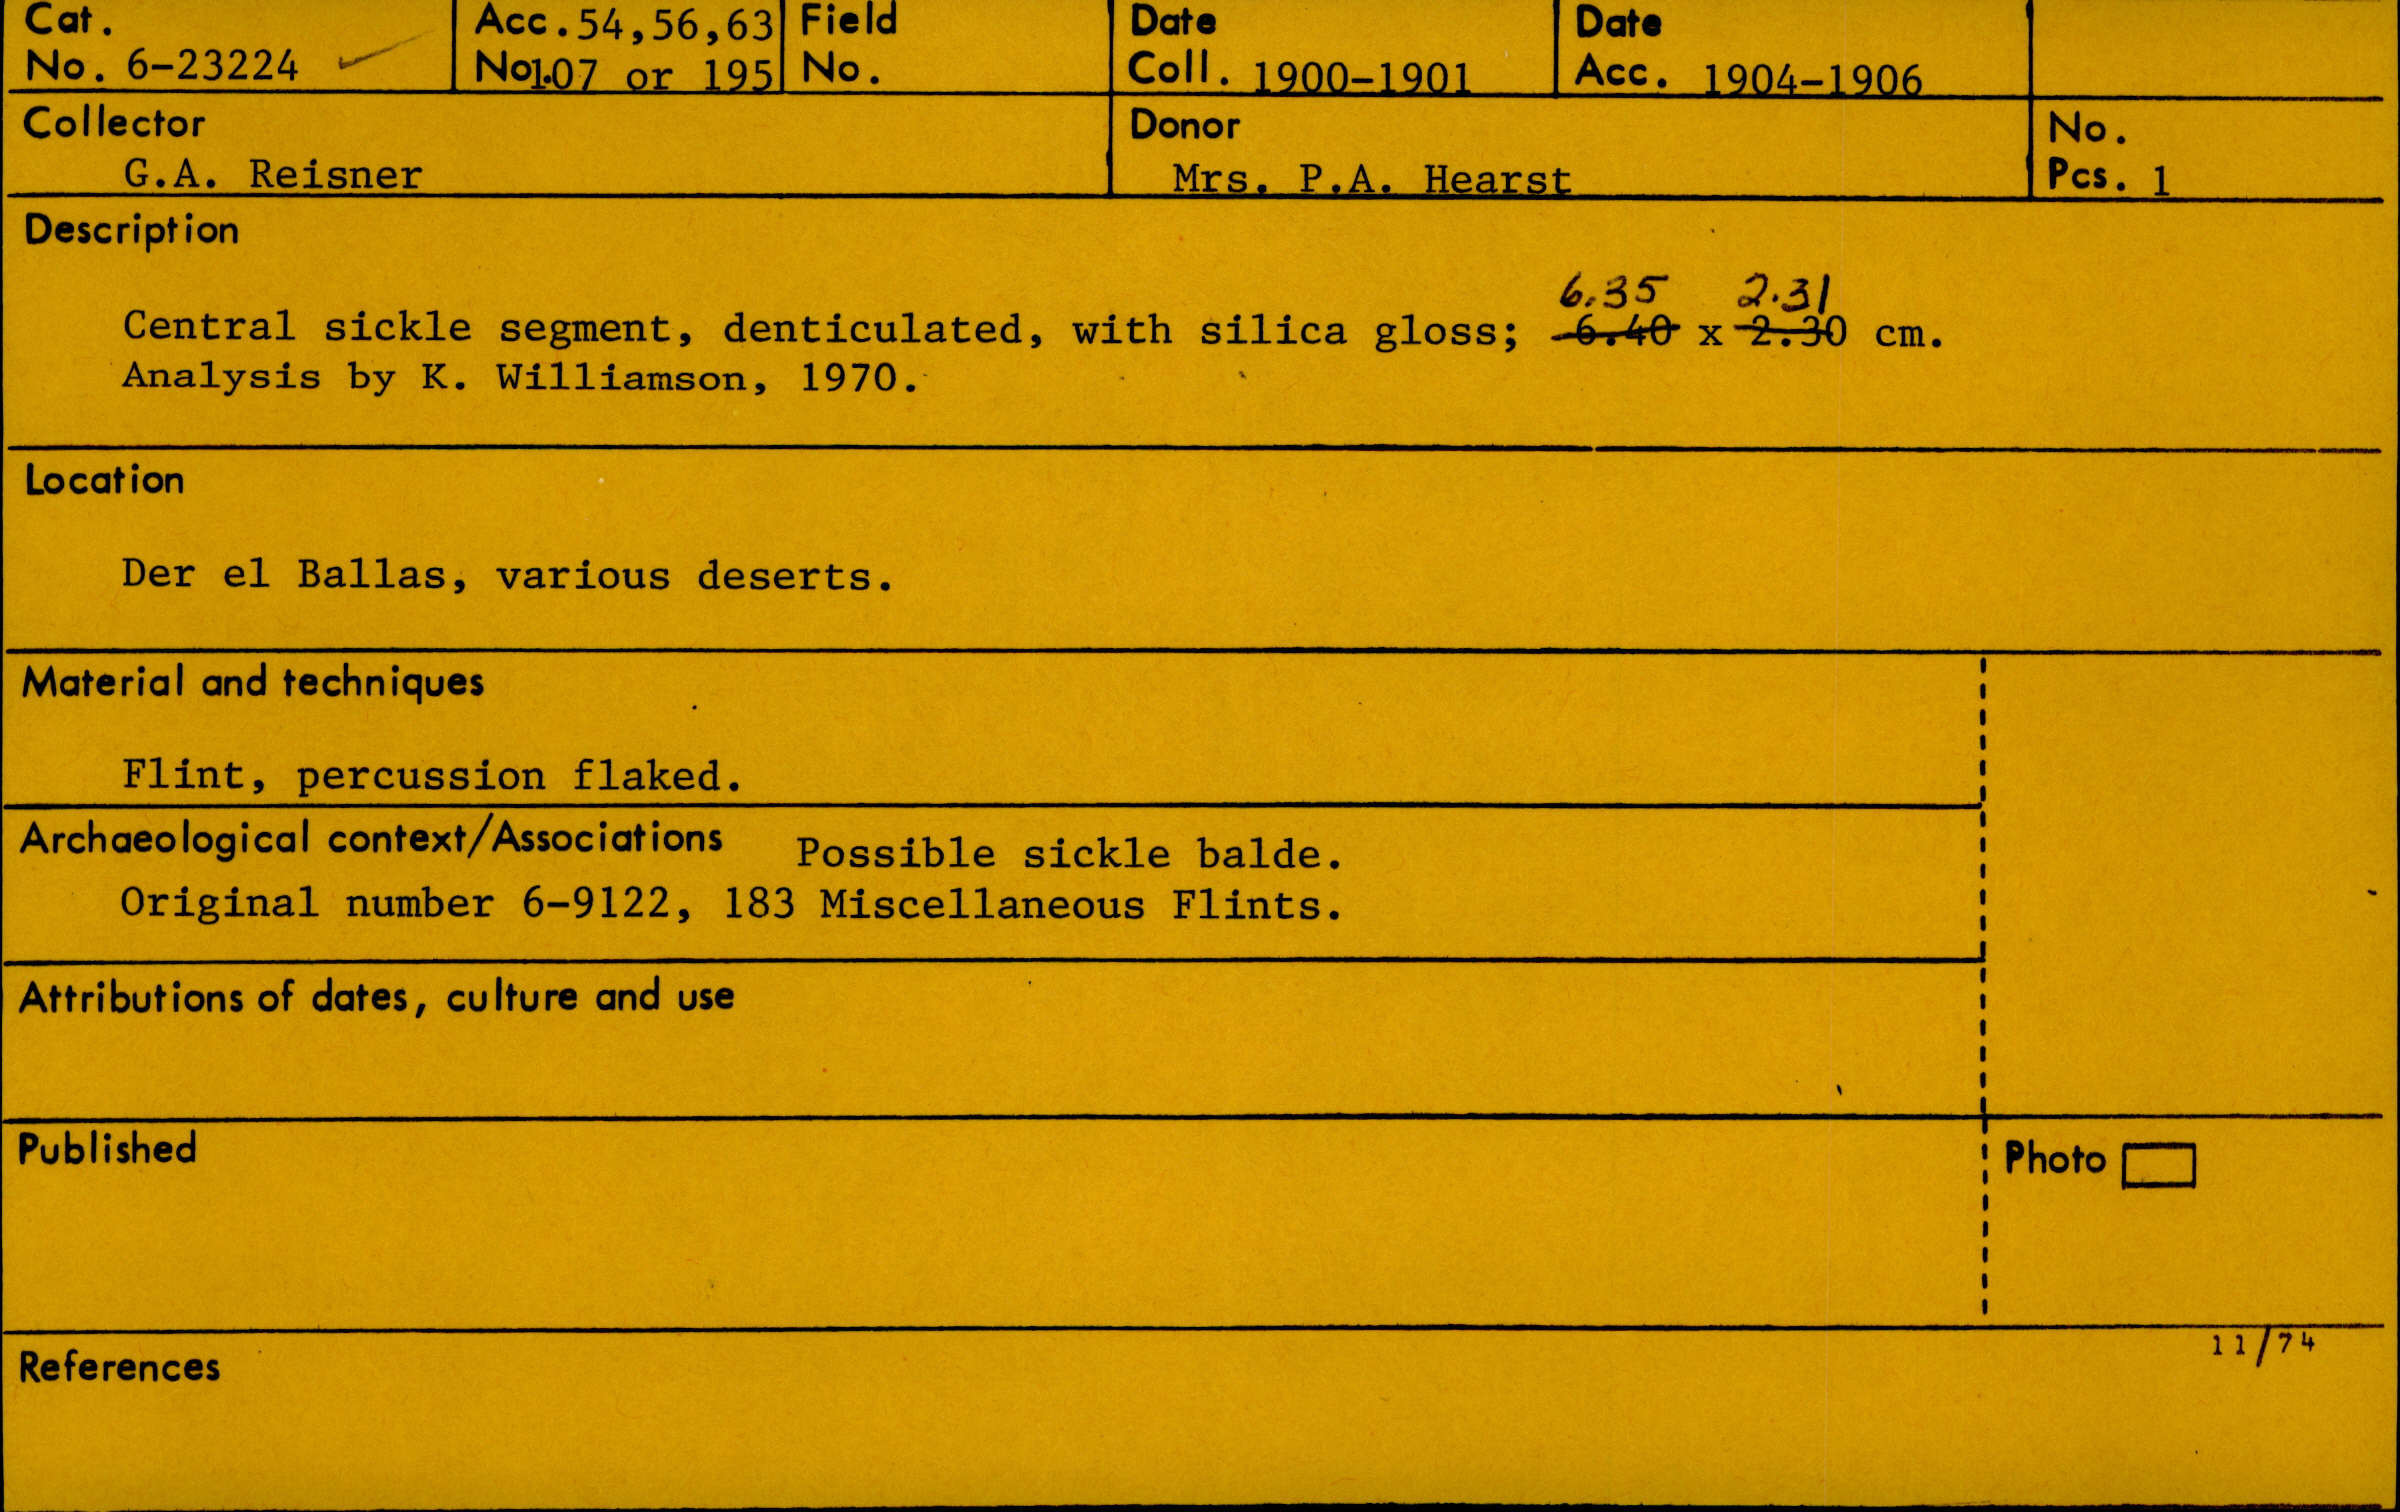 Cat. No. 6-23224 ✓
Acc. No. 54,56,63 107 or 195
Field No.
Date Coll. 1900-1901
Date Acc. 1904-1906
Collector
G.A. Reisner
Donor
Mrs. P.A. Hearst
No. Pcs. 1
Description
6.35 2.31
Central sickle segment, denticulated, with silica gloss; 6.40 x 2.30 cm.
Analysis by K. Williamson, 1970.
Location
Der el Ballas, various deserts.
Material and techniques
Flint, percussion flaked.
Archaeological context/Associations Possible sickle balde.
Original number 6-9122, 183 Miscellaneous Flints.
Attributions of dates, culture and use
Published
Photo
11/74
References